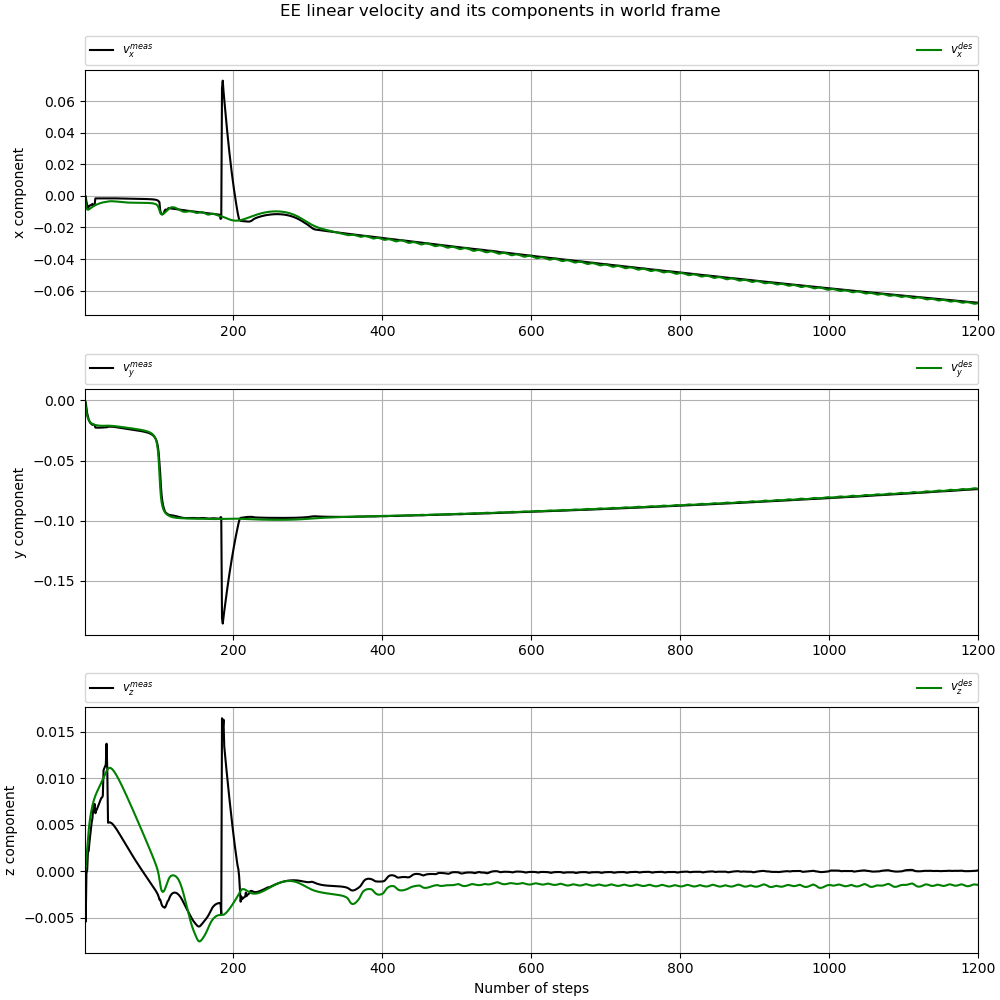 EE linear velocity and its components in world frame
v_x^{meas} v_x^{des}
0.06
0.04
0.02
0.00
−0.02
−0.04
−0.06
x component
200 400 600 800 1000 1200
v_y^{meas} v_y^{des}
0.00
−0.05
−0.10
−0.15
y component
200 400 600 800 1000 1200
v_z^{meas} v_z^{des}
0.015
0.010
0.005
0.000
−0.005
z component
200 400 600 800 1000 1200
Number of steps